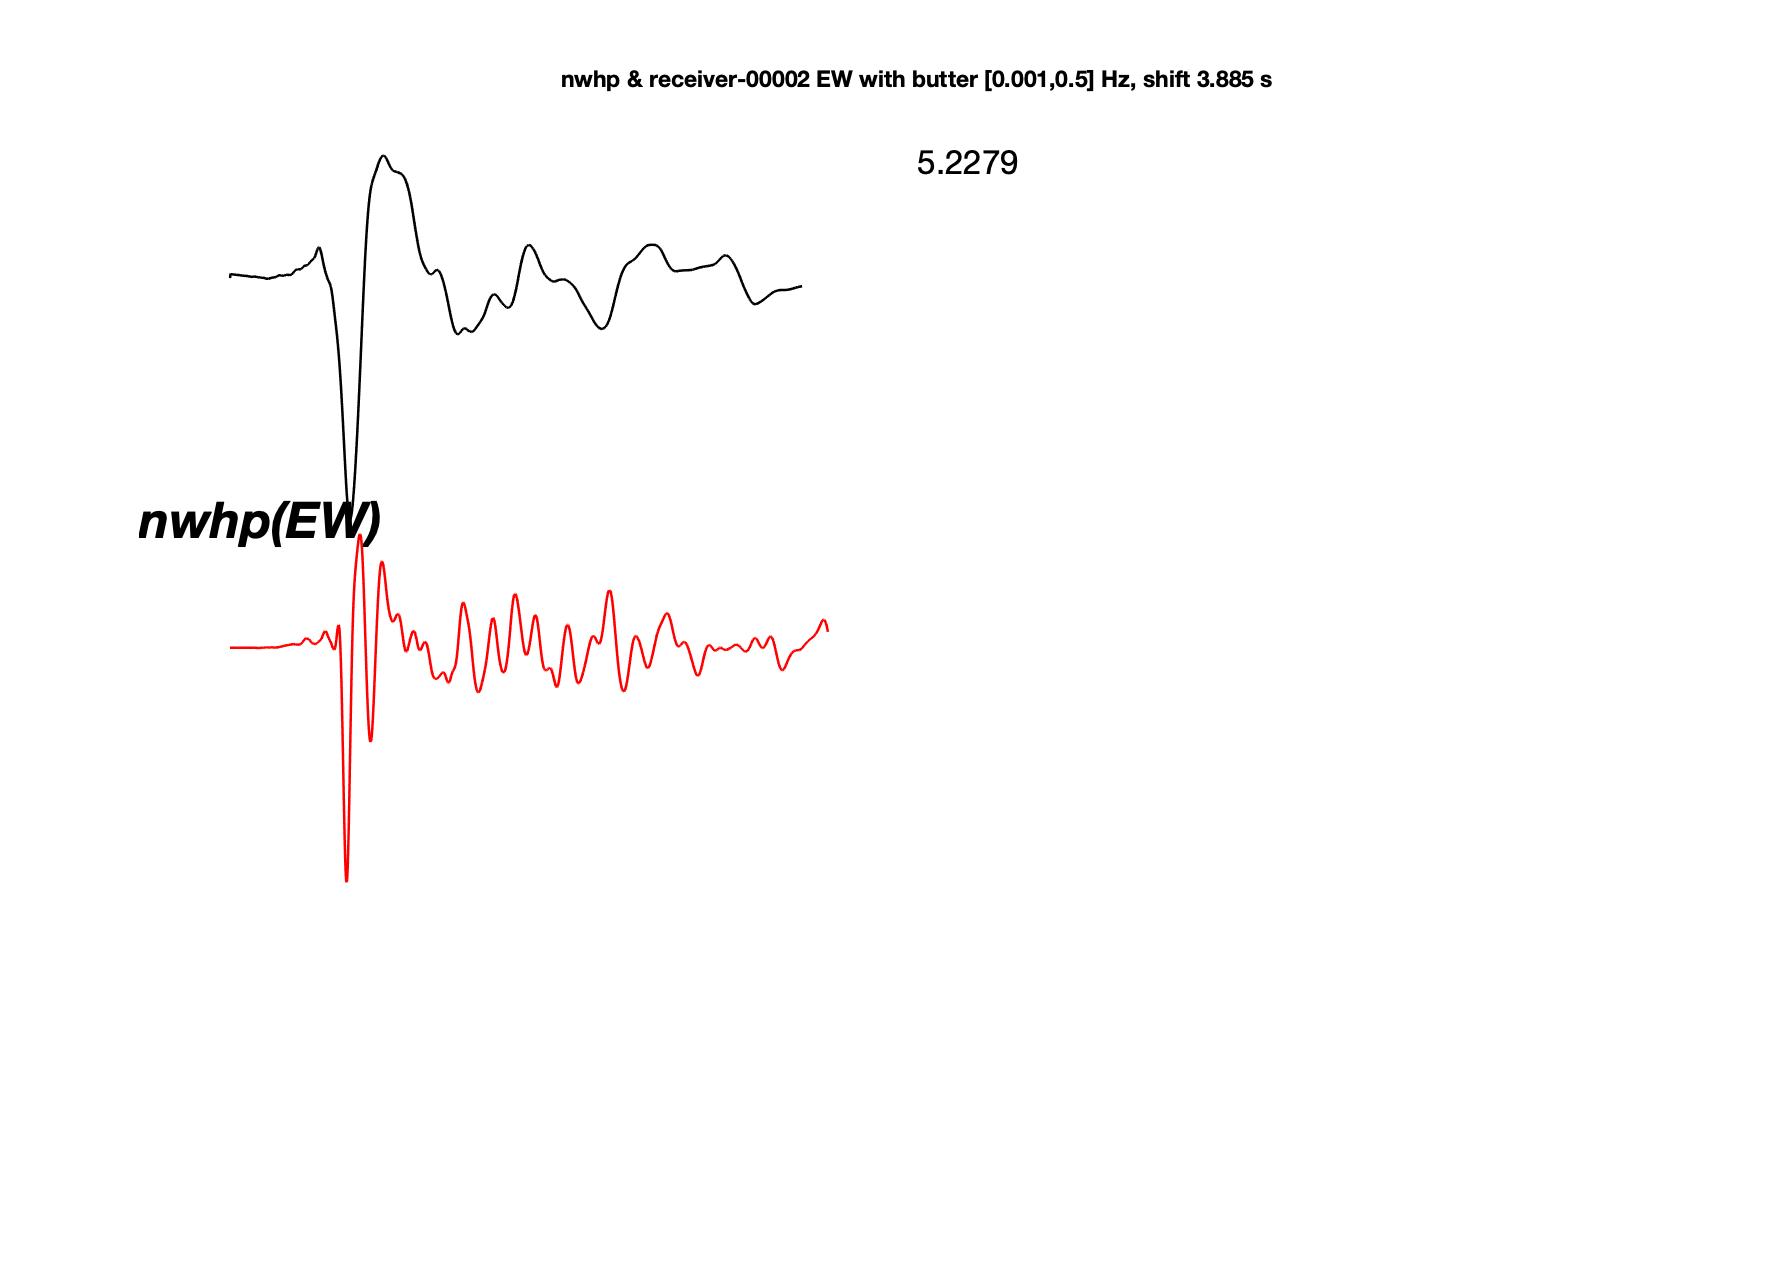 nwhp & receiver-00002 EW with butter [0.001,0.5] Hz, shift 3.885 s
5.2279
nwhp(EW)